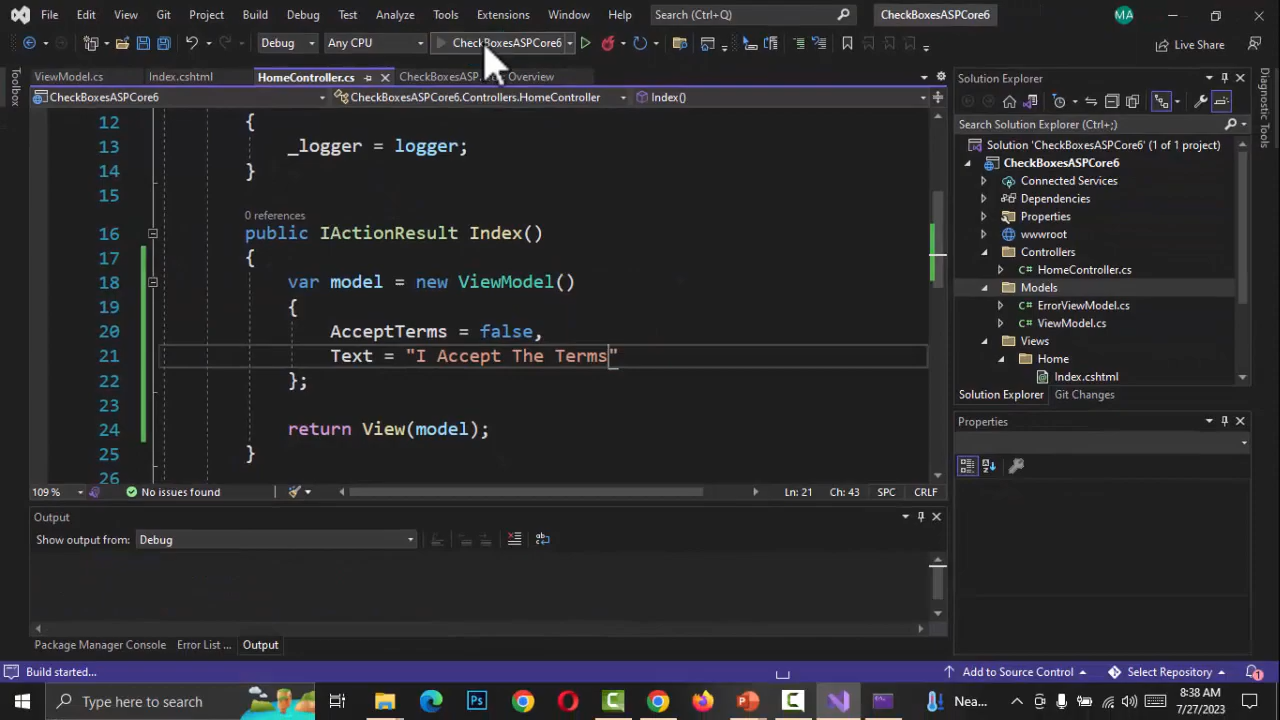 File Edit View Git Project Build Debug Test Analyze Tools Extensions Window Help Search (Ctrl+Q) CheckBoxesASPCore6 MA
Debug Any CPU CheckBoxesASPCore6 Live Share
ViewModel.cs Index.cshtml HomeController.cs CheckBoxesASP Overview
CheckBoxesASPCore6 CheckBoxesASPCore6.Controllers.HomeController Index()
12 {
13 _logger = logger;
14 }
15
0 references
16 public IActionResult Index()
17 {
18 var model = new ViewModel()
19 {
20 AcceptTerms = false,
21 Text = "I Accept The Terms"
22 };
23
24 return View(model);
25 }
26
109 % No issues found Ln: 21 Ch: 43 SPC CRLF
Output
Show output from: Debug
Package Manager Console Error List ... Output
Toolbox
Diagnostic Tools
Solution Explorer
Search Solution Explorer (Ctrl+;)
Solution 'CheckBoxesASPCore6' (1 of 1 project)
CheckBoxesASPCore6
Connected Services
Dependencies
Properties
wwwroot
Controllers
HomeController.cs
Models
ErrorViewModel.cs
ViewModel.cs
Views
Home
Index.cshtml
Solution Explorer Git Changes
Properties
Build started... Add to Source Control Select Repository 1
Type here to search Nea... 8:38 AM
7/27/2023